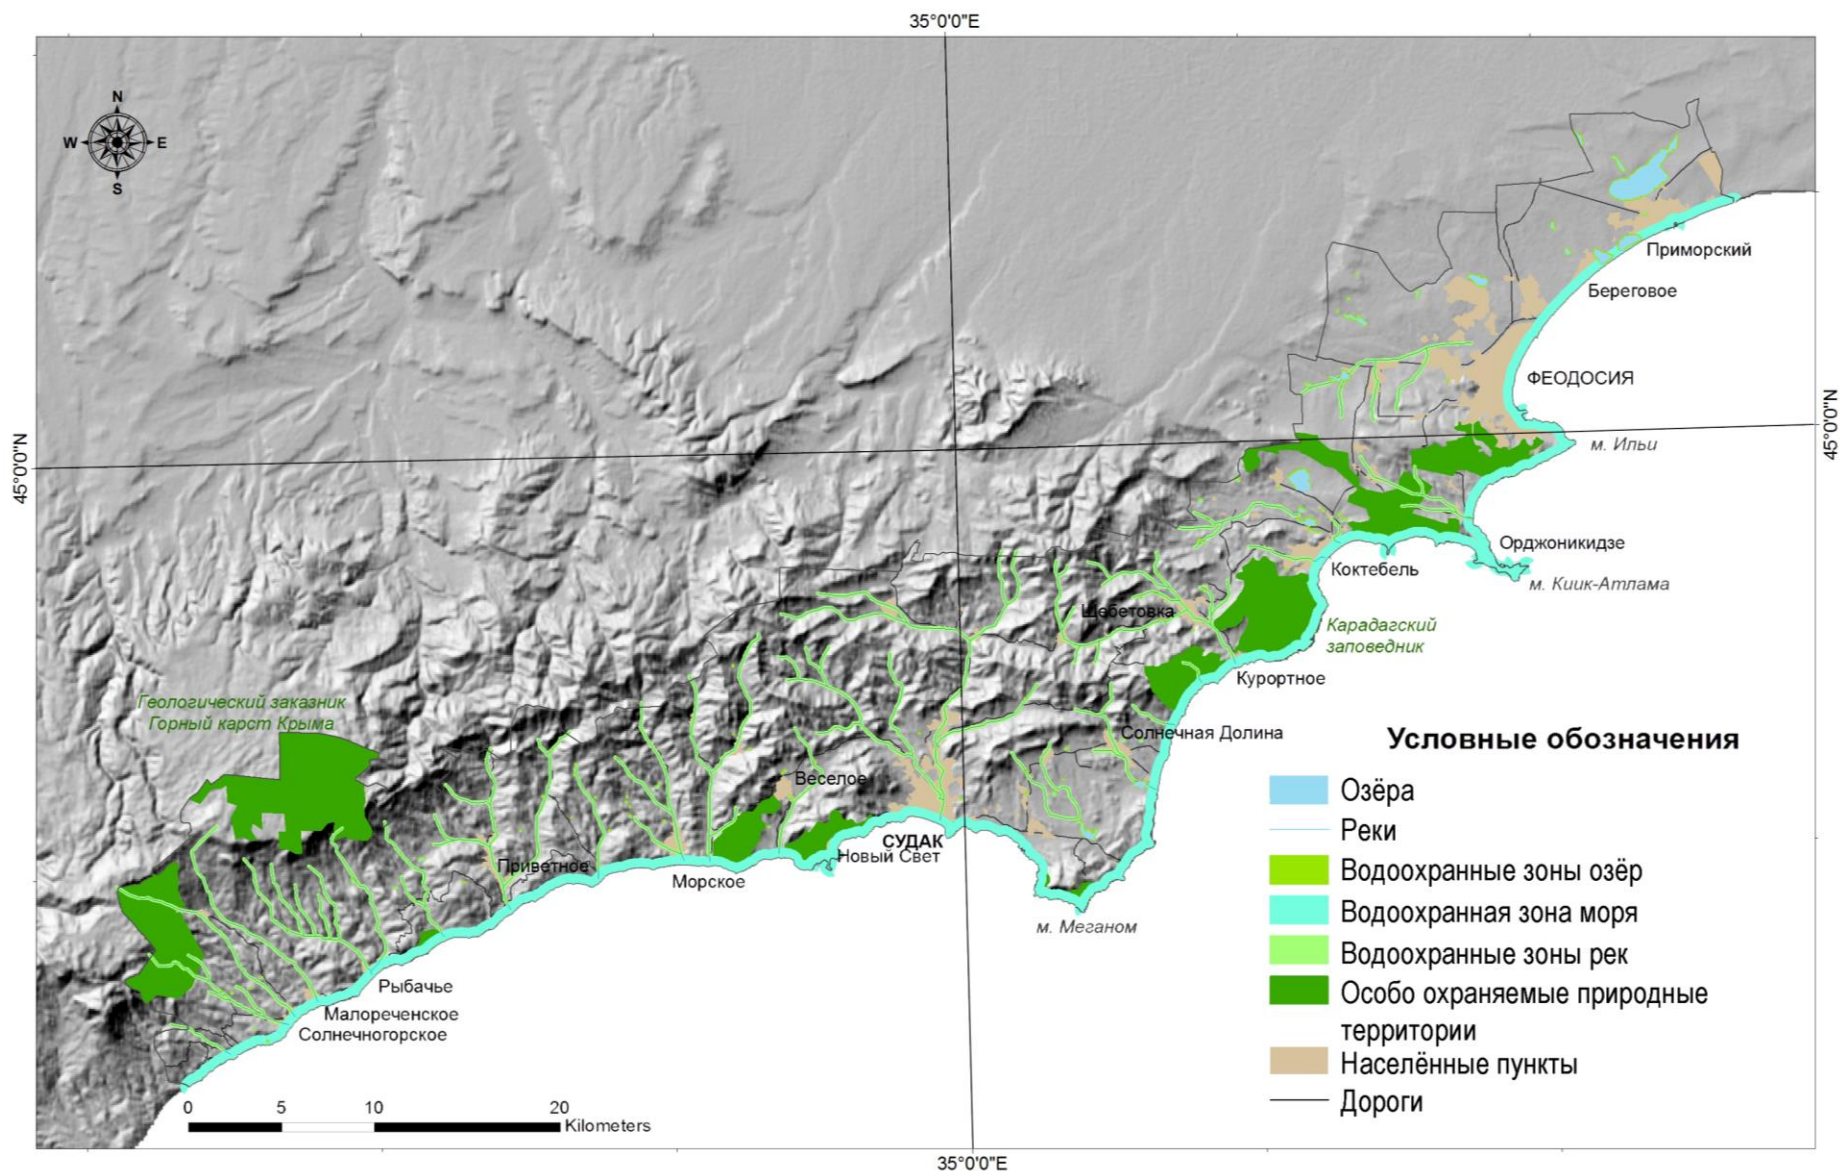 35°0'0"E
N
W E
S
Приморский
Береговое
ФЕОДОСИЯ
45°0'0"N
45°0'0"N
м. Ильи
Орджоникидзе
Коктебель
м. Киик-Атлама
Щебетовка
Карадагский
заповедник
Курортное
Геологический заказник
Горный карст Крыма
Солнечная Долина
Веселое
СУДАК
Новый Свет
Приветное
Морское
м. Меганом
Рыбачье
Малореченское
Солнечногорское
Условные обозначения
Озёра
Реки
Водоохранные зоны озёр
Водоохранная зона моря
Водоохранные зоны рек
Особо охраняемые природные
территории
Населённые пункты
Дороги
0 5 10 20
Kilometers
35°0'0"E